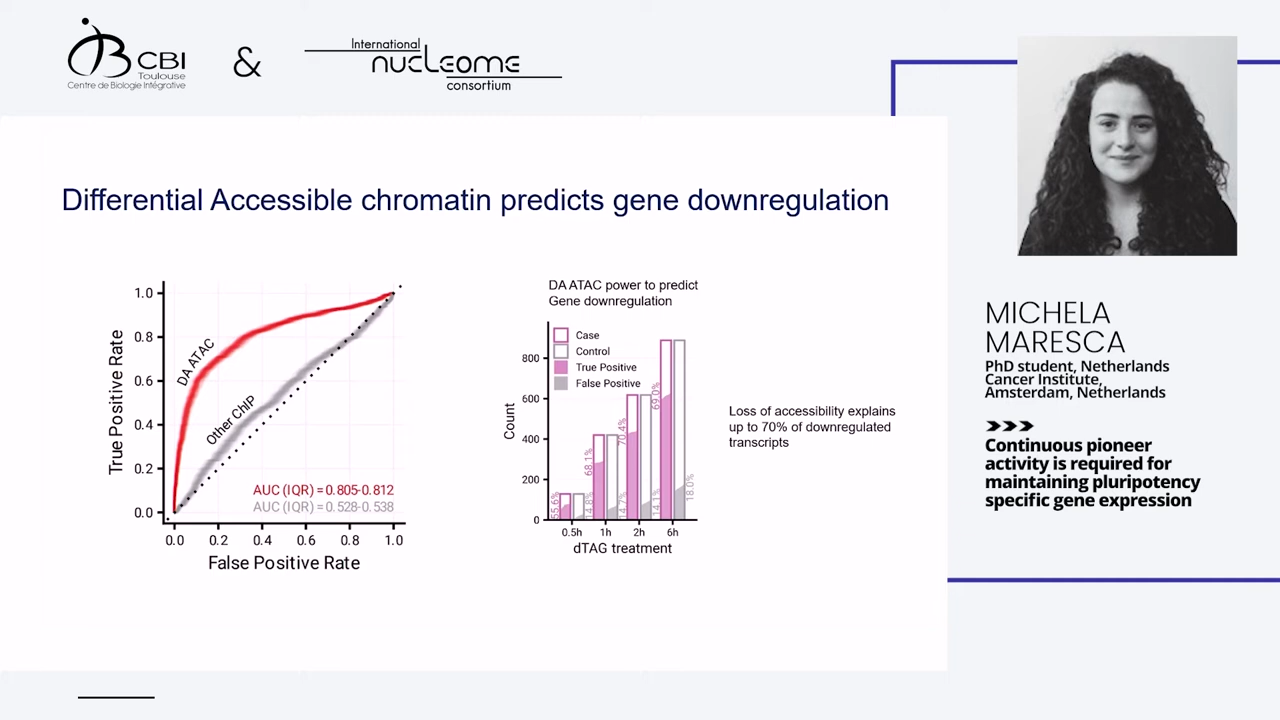 CBI
Toulouse
Centre de Biologie Intégrative
&
International
nucleome
consortium
Differential Accessible chromatin predicts gene downregulation
True Positive Rate
1.0
0.8
0.6
0.4
0.2
0.0
DA ATAC
Other ChIP
AUC (IQR) = 0.805-0.812
AUC (IQR) = 0.528-0.538
0.0 0.2 0.4 0.6 0.8 1.0
False Positive Rate
DA ATAC power to predict
Gene downregulation
Case
Control
True Positive
False Positive
Count
800
600
400
200
0
55.6%
14.8%
68.1%
14.7%
70.4%
14.1%
69.0%
18.0%
0.5h 1h 2h 6h
dTAG treatment
Loss of accessibility explains
up to 70% of downregulated
transcripts
MICHELA
MARESCA
PhD student, Netherlands
Cancer Institute,
Amsterdam, Netherlands
Continuous pioneer
activity is required for
maintaining pluripotency
specific gene expression